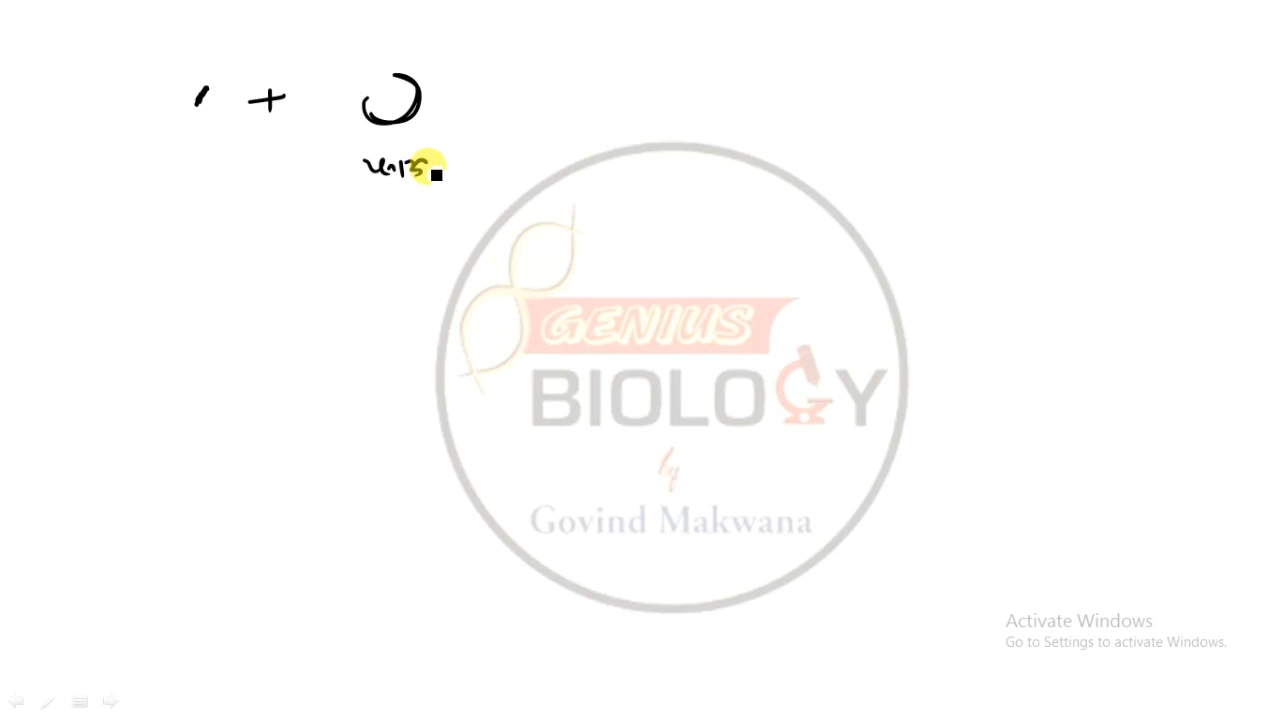 +
GENIUS
BIOLOGY
by
Govind Makwana
Activate Windows
Go to Settings to activate Windows.